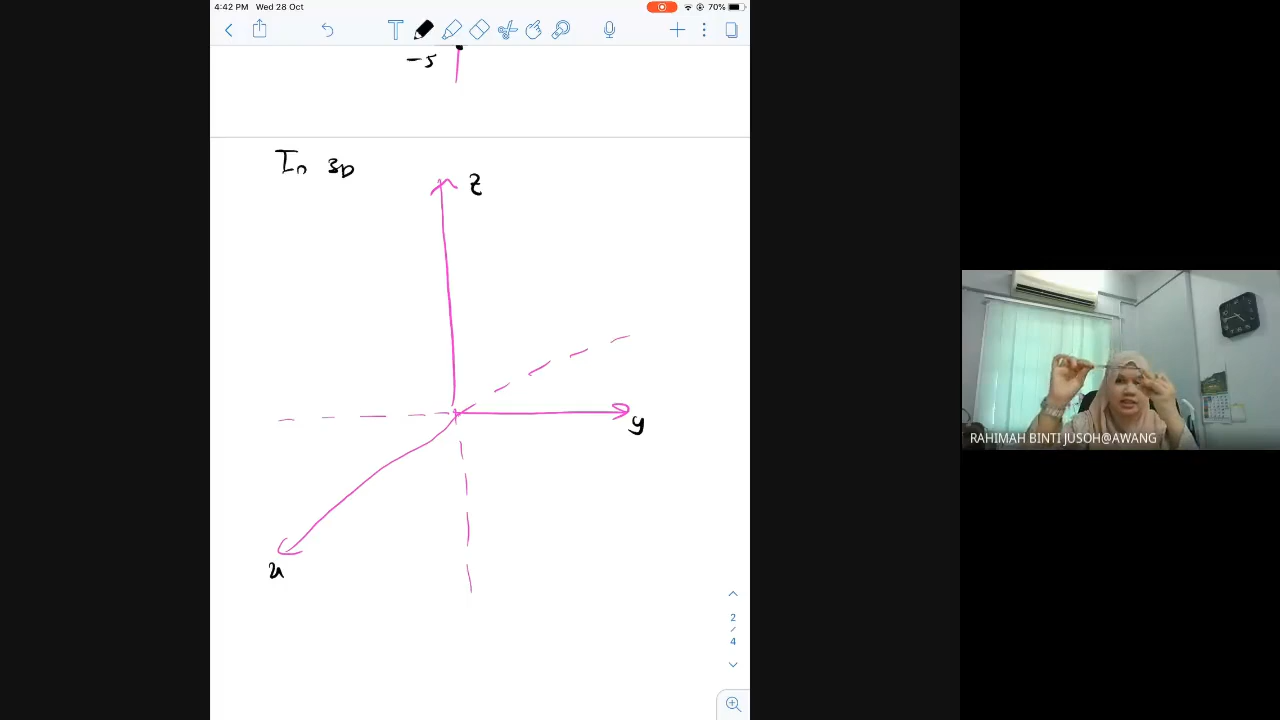 4:42 PM Wed 28 Oct
70%
T
-5
In 3D
z
y
x
2
/
4
RAHIMAH BINTI JUSOH@AWANG